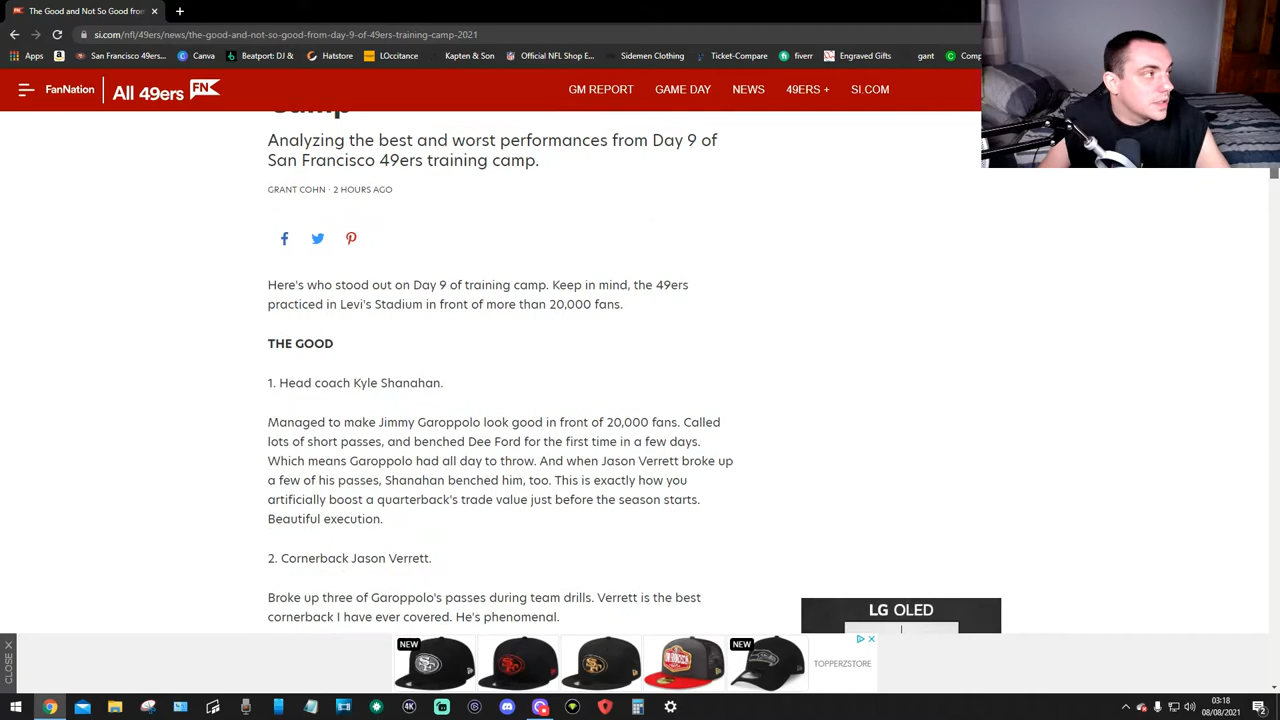 The Good and Not So Good from
si.com/nfl/49ers/news/the-good-and-not-so-good-from-day-9-of-49ers-training-camp-2021
Apps
San Francisco 49er...
Canva
Beatport: DJ &
Hatstore
LOccitance
Kapten & Son
Official NFL Shop E...
Sidemen Clothing
Ticket-Compare
fiverr
Engraved Gifts
gant
FanNation
All 49ers FN
GM REPORT
GAME DAY
NEWS
49ERS +
SI.COM
Camp
Analyzing the best and worst performances from Day 9 of
San Francisco 49ers training camp.
GRANT COHN · 2 HOURS AGO
Here's who stood out on Day 9 of training camp. Keep in mind, the 49ers
practiced in Levi's Stadium in front of more than 20,000 fans.
THE GOOD
1. Head coach Kyle Shanahan.
Managed to make Jimmy Garoppolo look good in front of 20,000 fans. Called
lots of short passes, and benched Dee Ford for the first time in a few days.
Which means Garoppolo had all day to throw. And when Jason Verrett broke up
a few of his passes, Shanahan benched him, too. This is exactly how you
artificially boost a quarterback's trade value just before the season starts.
Beautiful execution.
2. Cornerback Jason Verrett.
Broke up three of Garoppolo's passes during team drills. Verrett is the best
cornerback I have ever covered. He's phenomenal.
LG OLED
CLOSE X
NEW
NEW
TOPPERZSTORE
4K
03:18
08/08/2021
2